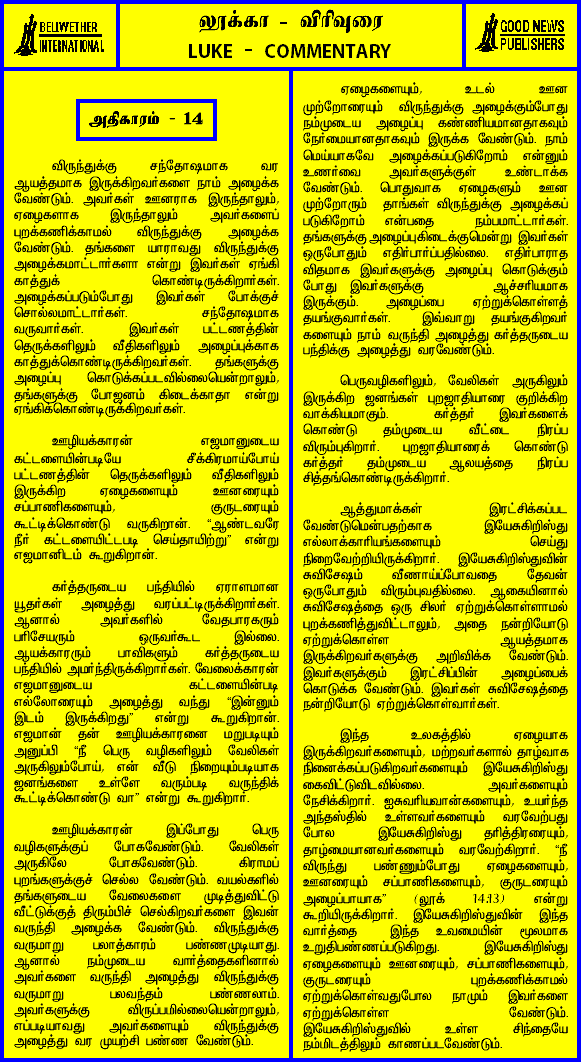 BELLWETHER
INTERNATIONAL
லூக்கா - விரிவுரை
LUKE - COMMENTARY
GOOD NEWS
PUBLISHERS
அதிகாரம் - 14
விருந்துக்கு சந்தோஷமாக வர
ஆயத்தமாக இருக்கிறவர்களை நாம் அழைக்க
வேண்டும். அவர்கள் ஊனராக இருந்தாலும்,
ஏழைகளாக இருந்தாலும் அவர்களைப்
புறக்கணிக்காமல் விருந்துக்கு அழைக்க
வேண்டும். தங்களை யாராவது விருந்துக்கு
அழைக்கமாட்டார்களா என்று இவர்கள் ஏங்கி
காத்துக் கொண்டிருக்கிறார்கள்.
அழைக்கப்படும்போது இவர்கள் போக்குச்
சொல்லமாட்டார்கள். சந்தோஷமாக
வருவார்கள். இவர்கள் பட்டணத்தின்
தெருக்களிலும் வீதிகளிலும் அழைப்புக்காக
காத்துக்கொண்டிருக்கிறவர்கள். தங்களுக்கு
அழைப்பு கொடுக்கப்படவில்லையென்றாலும்,
தங்களுக்கு போஜனம் கிடைக்காதா என்று
ஏங்கிக்கொண்டிருக்கிறவர்கள்.
ஊழியக்காரன் எஜமானுடைய
கட்டளையின்படியே சீக்கிரமாய்போய்
பட்டணத்தின் தெருக்களிலும் வீதிகளிலும்
இருக்கிற ஏழைகளையும் ஊனரையும்
சப்பாணிகளையும், குருடரையும்
கூட்டிக்கொண்டு வருகிறான். “ஆண்டவரே
நீர் கட்டளையிட்டபடி செய்தாயிற்று” என்று
எஜமானிடம் கூறுகிறான்.
கர்த்தருடைய பந்தியில் ஏராளமான
யூதர்கள் அழைத்து வரப்பட்டிருக்கிறார்கள்.
ஆனால் அவர்களில் வேதபாரகரும்
பரிசேயரும் ஒருவர்கூட இல்லை.
ஆயக்காரரும் பாவிகளும் கர்த்தருடைய
பந்தியில் அமர்ந்திருக்கிறார்கள். வேலைக்காரன்
எஜமானுடைய கட்டளையின்படி
எல்லோரையும் அழைத்து வந்து “இன்னும்
இடம் இருக்கிறது” என்று கூறுகிறான்.
எஜமான் தன் ஊழியக்காரனை மறுபடியும்
அனுப்பி “நீ பெரு வழிகளிலும் வேலிகள்
அருகிலும்போய், என் வீடு நிறையும்படியாக
ஜனங்களை உள்ளே வரும்படி வருந்திக்
கூட்டிக்கொண்டு வா” என்று கூறுகிறார்.
ஊழியக்காரன் இப்போது பெரு
வழிகளுக்குப் போகவேண்டும். வேலிகள்
அருகிலே போகவேண்டும். கிராமப்
புறங்களுக்குச் செல்ல வேண்டும். வயல்களில்
தங்களுடைய வேலைகளை முடித்துவிட்டு
வீட்டுக்குத் திரும்பிச் செல்கிறவர்களை இவன்
வருந்தி அழைக்க வேண்டும். விருந்துக்கு
வருமாறு பலாத்காரம் பண்ணமுடியாது.
ஆனால் நம்முடைய வார்த்தைகளினால்
அவர்களை வருந்தி அழைத்து விருந்துக்கு
வருமாறு பலவந்தம் பண்ணலாம்.
அவர்களுக்கு விருப்பமில்லையென்றாலும்,
எப்படியாவது அவர்களையும் விருந்துக்கு
அழைத்து வர முயற்சி பண்ண வேண்டும்.
ஏழைகளையும், உடல் ஊன
முற்றோரையும் விருந்துக்கு அழைக்கும்போது
நம்முடைய அழைப்பு கண்ணியமானதாகவும்
நேர்மையானதாகவும் இருக்க வேண்டும். நாம்
மெய்யாகவே அழைக்கப்படுகிறோம் என்னும்
உணர்வை அவர்களுக்குள் உண்டாக்க
வேண்டும். பொதுவாக ஏழைகளும் ஊன
முற்றோரும் தாங்கள் விருந்துக்கு அழைக்கப்
படுகிறோம் என்பதை நம்பமாட்டார்கள்.
தங்களுக்கு அழைப்புகிடைக்குமென்று இவர்கள்
ஒருபோதும் எதிர்பார்ப்பதில்லை. எதிர்பாராத
விதமாக இவர்களுக்கு அழைப்பு கொடுக்கும்
போது இவர்களுக்கு ஆச்சரியமாக
இருக்கும். அழைப்பை ஏற்றுக்கொள்ளத்
தயங்குவார்கள். இவ்வாறு தயங்குகிறவர்
களையும் நாம் வருந்தி அழைத்து கர்த்தருடைய
பந்திக்கு அழைத்து வரவேண்டும்.
பெருவழிகளிலும், வேலிகள் அருகிலும்
இருக்கிற ஜனங்கள் புறஜாதியாரை குறிக்கிற
வாக்கியமாகும். கர்த்தர் இவர்களைக்
கொண்டு தம்முடைய வீட்டை நிரப்ப
விரும்புகிறார். புறஜாதியாரைக் கொண்டு
கர்த்தர் தம்முடைய ஆலயத்தை நிரப்ப
சித்தங்கொண்டிருக்கிறார்.
ஆத்துமாக்கள் இரட்சிக்கப்பட
வேண்டுமென்பதற்காக இயேசுகிறிஸ்து
எல்லாக்காரியங்களையும் செய்து
நிறைவேற்றியிருக்கிறார். இயேசுகிறிஸ்துவின்
சுவிசேஷம் வீணாய்ப்போவதை தேவன்
ஒருபோதும் விரும்புவதில்லை. ஆகையினால்
சுவிசேஷத்தை ஒரு சிலர் ஏற்றுக்கொள்ளாமல்
புறக்கணித்துவிட்டாலும், அதை நன்றியோடு
ஏற்றுக்கொள்ள ஆயத்தமாக
இருக்கிறவர்களுக்கு அறிவிக்க வேண்டும்.
இவர்களுக்கும் இரட்சிப்பின் அழைப்பைக்
கொடுக்க வேண்டும். இவர்கள் சுவிசேஷத்தை
நன்றியோடு ஏற்றுக்கொள்வார்கள்.
இந்த உலகத்தில் ஏழையாக
இருக்கிறவர்களையும், மற்றவர்களால் தாழ்வாக
நினைக்கப்படுகிறவர்களையும் இயேசுகிறிஸ்து
கைவிட்டுவிடவில்லை. அவர்களையும்
நேசிக்கிறார். ஐசுவரியவான்களையும், உயர்ந்த
அந்தஸ்தில் உள்ளவர்களையும் வரவேற்பது
போல இயேசுகிறிஸ்து தரித்திரரையும்,
தாழ்மையானவர்களையும் வரவேற்கிறார். “நீ
விருந்து பண்ணும்போது ஏழைகளையும்,
ஊனரையும் சப்பாணிகளையும், குருடரையும்
அழைப்பாயாக” (லூக் 14:13) என்று
கூறியிருக்கிறார். இயேசுகிறிஸ்துவின் இந்த
வார்த்தை இந்த உவமையின் மூலமாக
உறுதிபண்ணப்படுகிறது. இயேசுகிறிஸ்து
ஏழைகளையும் ஊனரையும், சப்பாணிகளையும்,
குருடரையும் புறக்கணிக்காமல்
ஏற்றுக்கொள்வதுபோல நாமும் இவர்களை
ஏற்றுக்கொள்ள வேண்டும்.
இயேசுகிறிஸ்துவில் உள்ள சிந்தையே
நம்மிடத்திலும் காணப்படவேண்டும்.